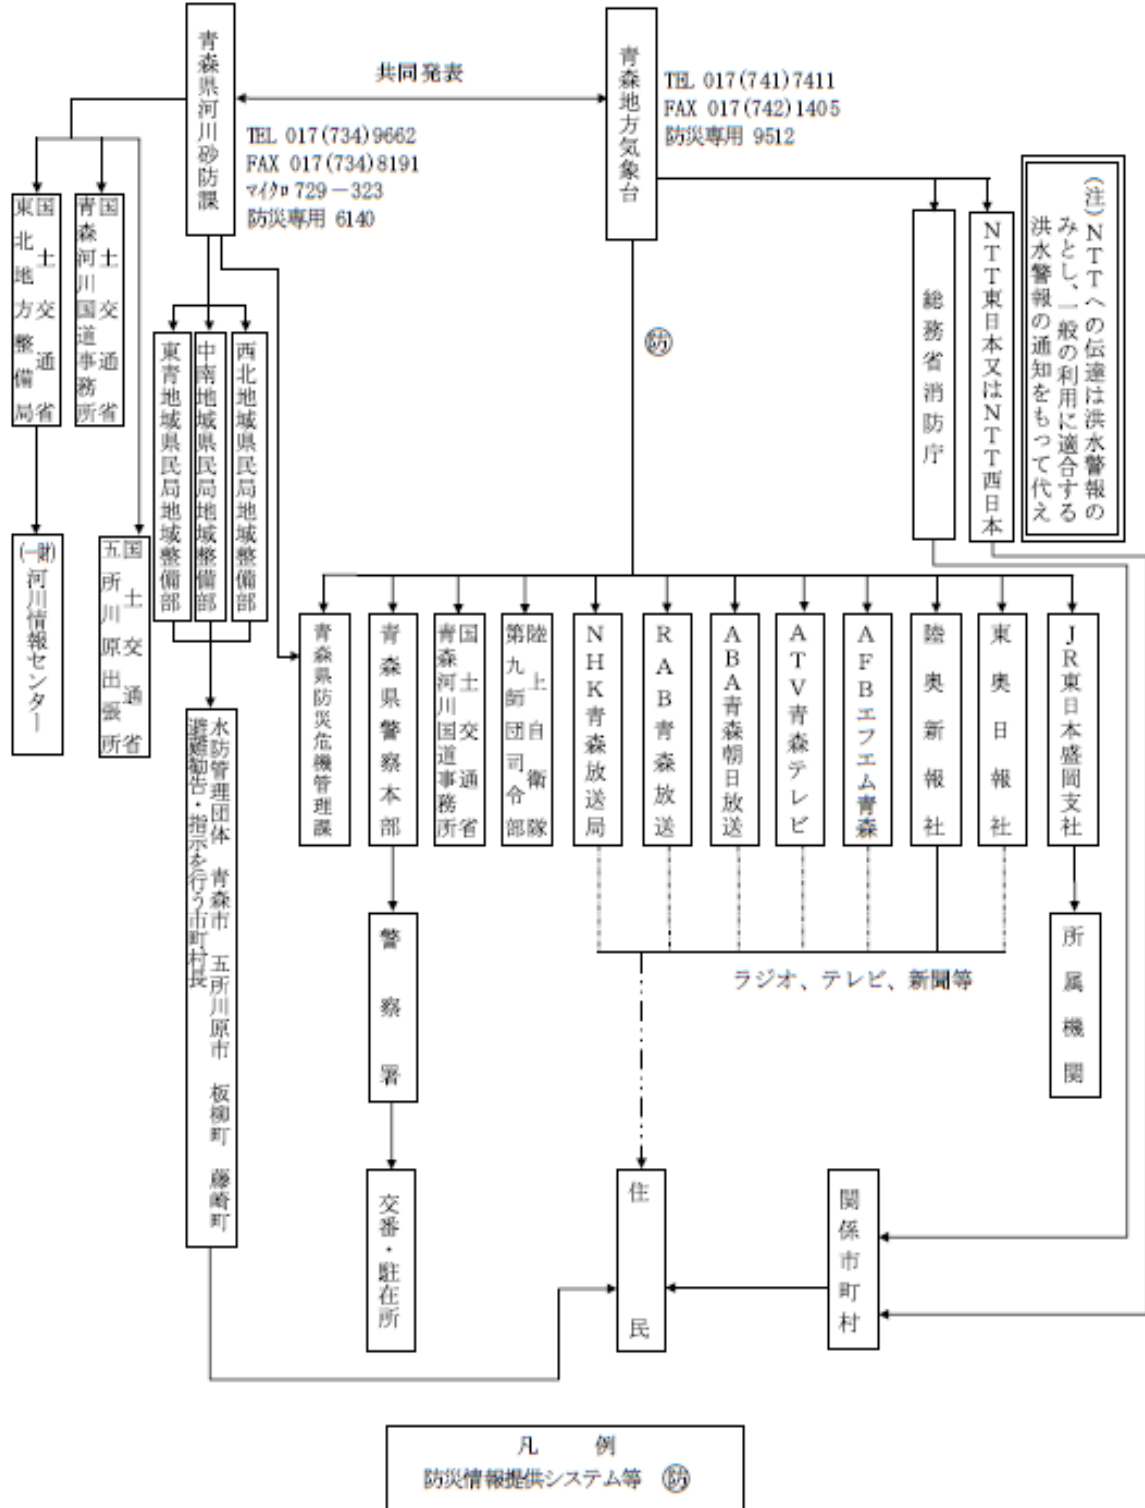 青森県河川砂防課
共同発表
青森地方気象台
TEL 017(741)7411
FAX 017(742)1405
防災専用 9512
TEL 017(734)9662
FAX 017(734)8191
マイクロ 729－323
防災専用 6140
国土交通省
東北地方整備局
国土交通省
青森河川国道事務所
(一財)河川情報センター
国土交通省
五所川原出張所
東青地域県民局地域整備部
中南地域県民局地域整備部
西北地域県民局地域整備部
防
総務省消防庁
NTT東日本又はNTT西日本
(注)NTTへの伝達は洪水警報の
みとし、一般の利用に適合する
洪水警報の通知をもって代え
青森県防災危機管理課
青森県警察本部
国土交通省
青森河川国道事務所
陸上自衛隊
第九師団司令部
NHK青森放送局
RAB青森放送
ABA青森朝日放送
ATV青森テレビ
AFBエフエム青森
陸奥新報社
東奥日報社
JR東日本盛岡支社
水防管理団体 青森市 五所川原市 板柳町 藤崎町
避難勧告・指示を行う市町村長
警察署
ラジオ、テレビ、新聞等
所属機関
交番・駐在所
住民
関係市町村
凡 例
防災情報提供システム等 防